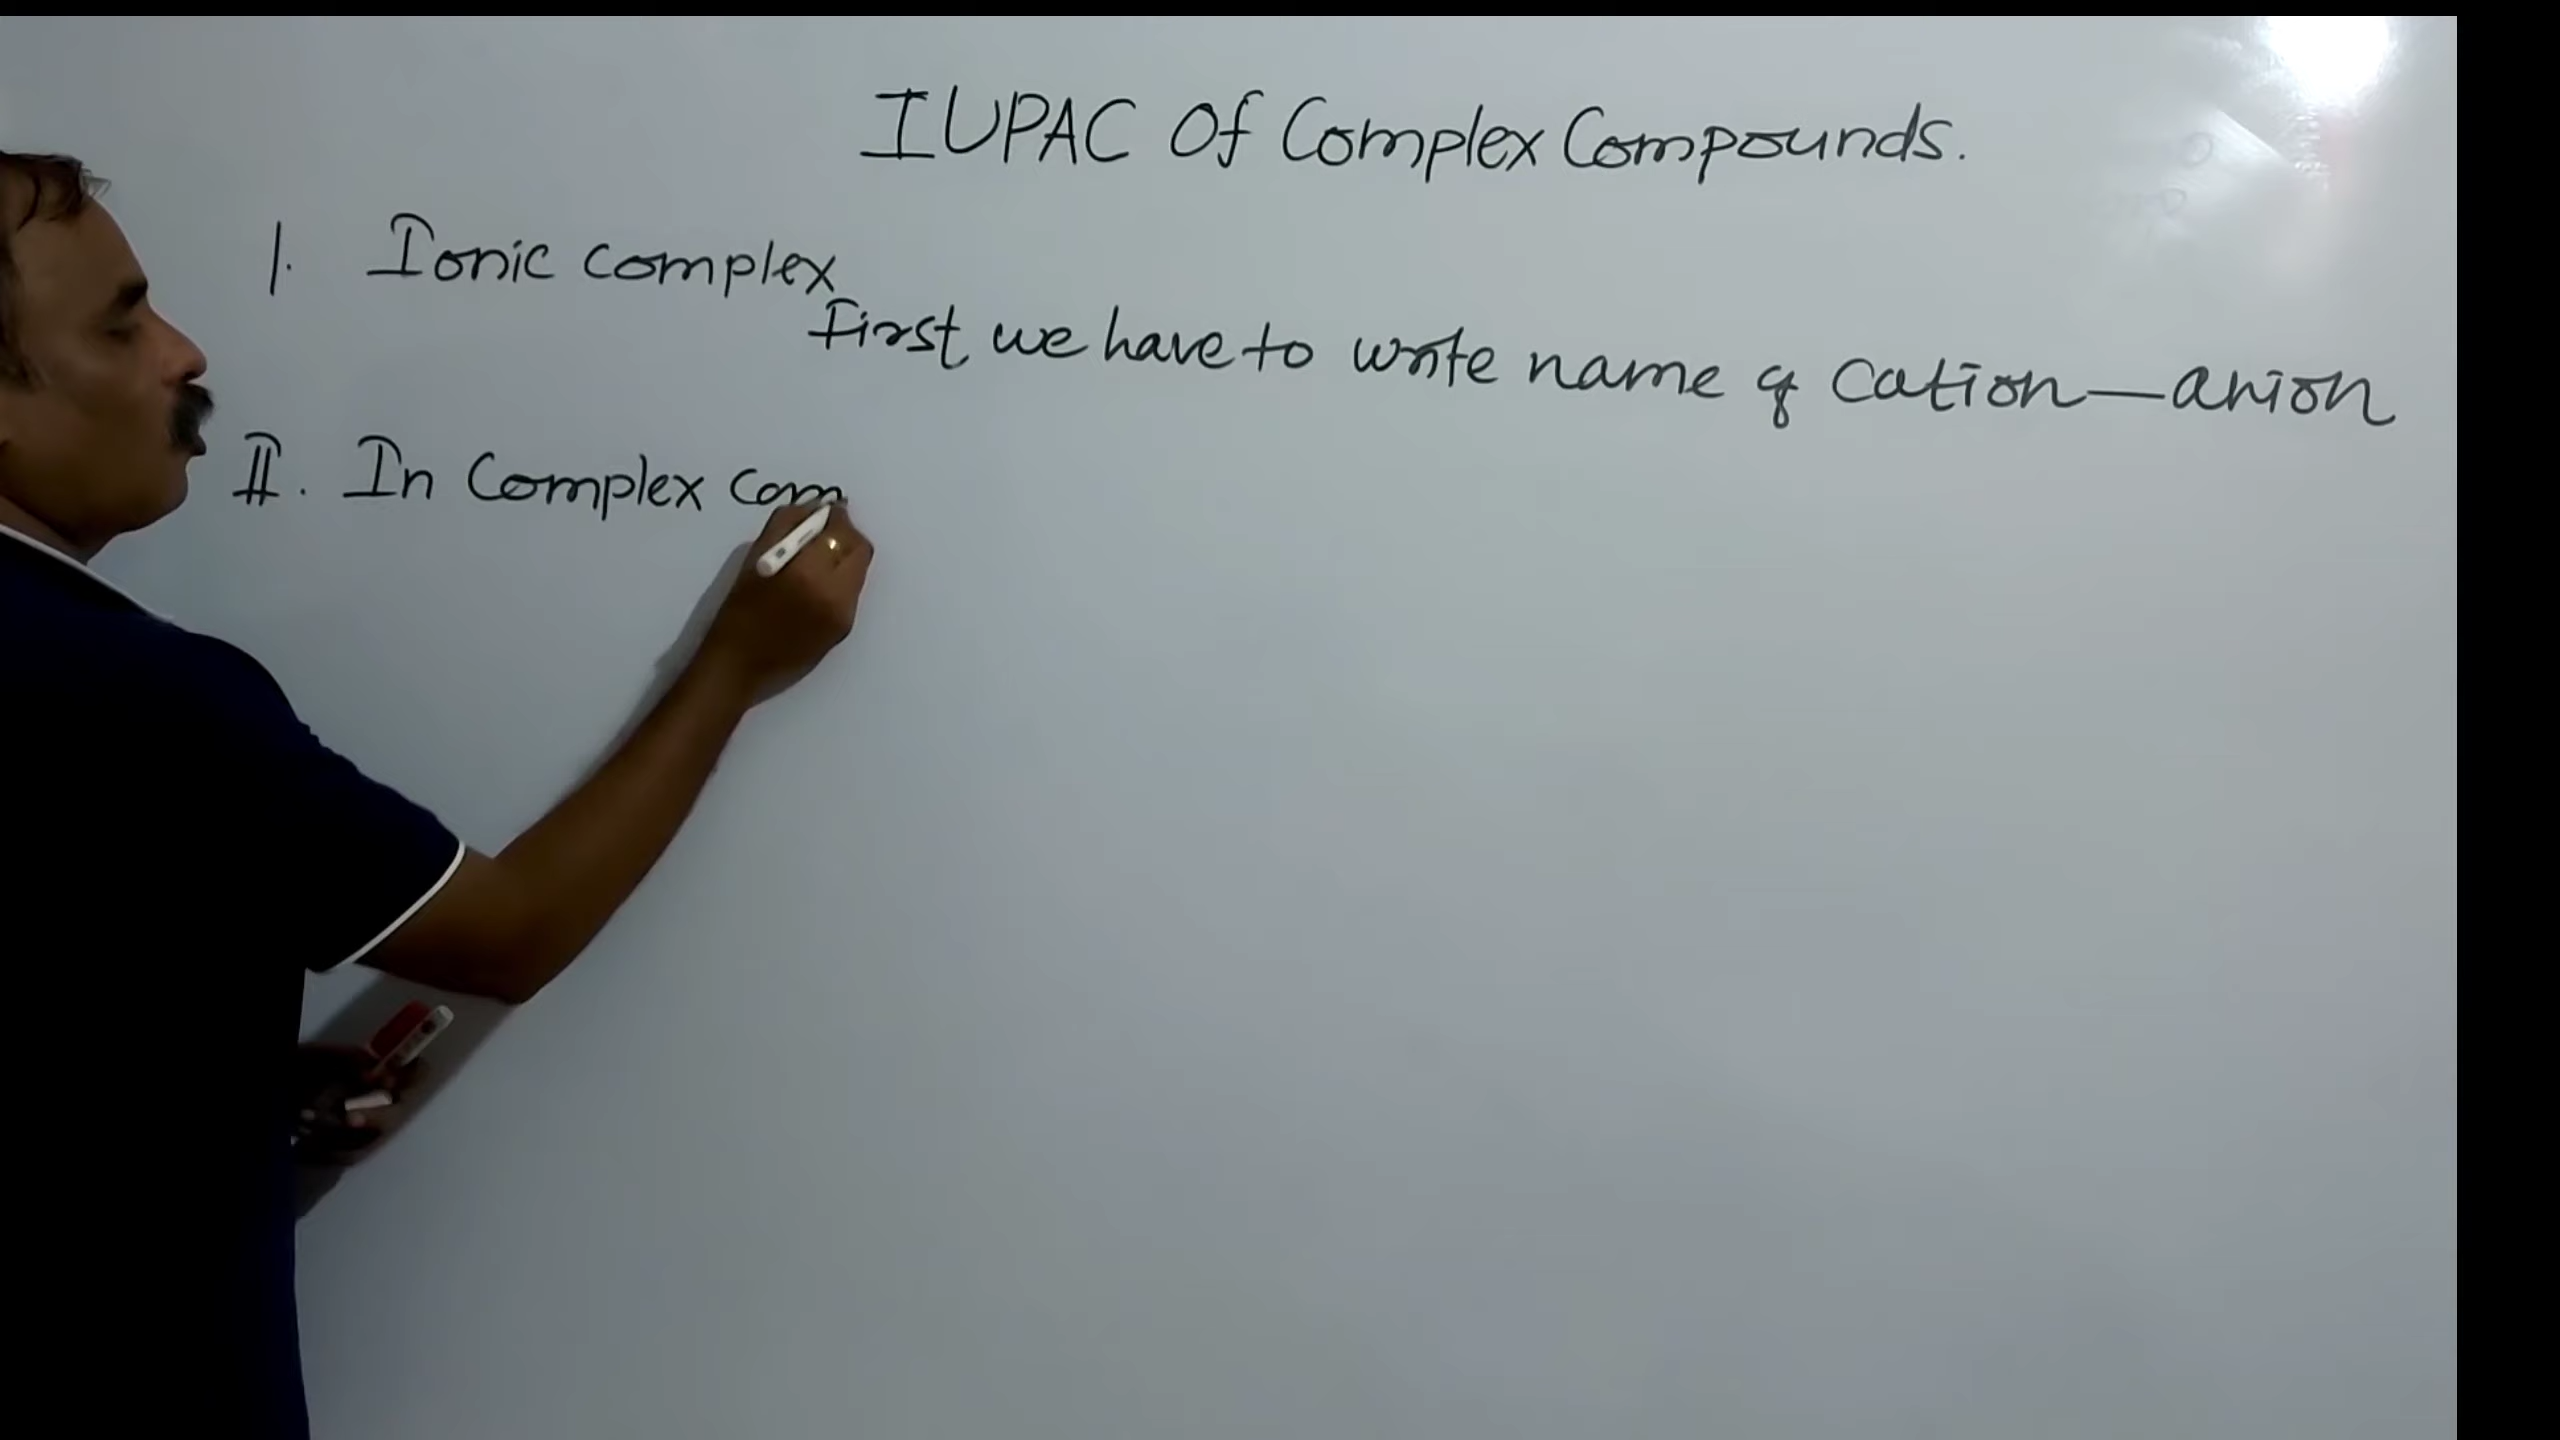 IUPAC Of Complex Compounds.
1. Ionic complex
First we have to write name of Cation—anion
II. In Complex com